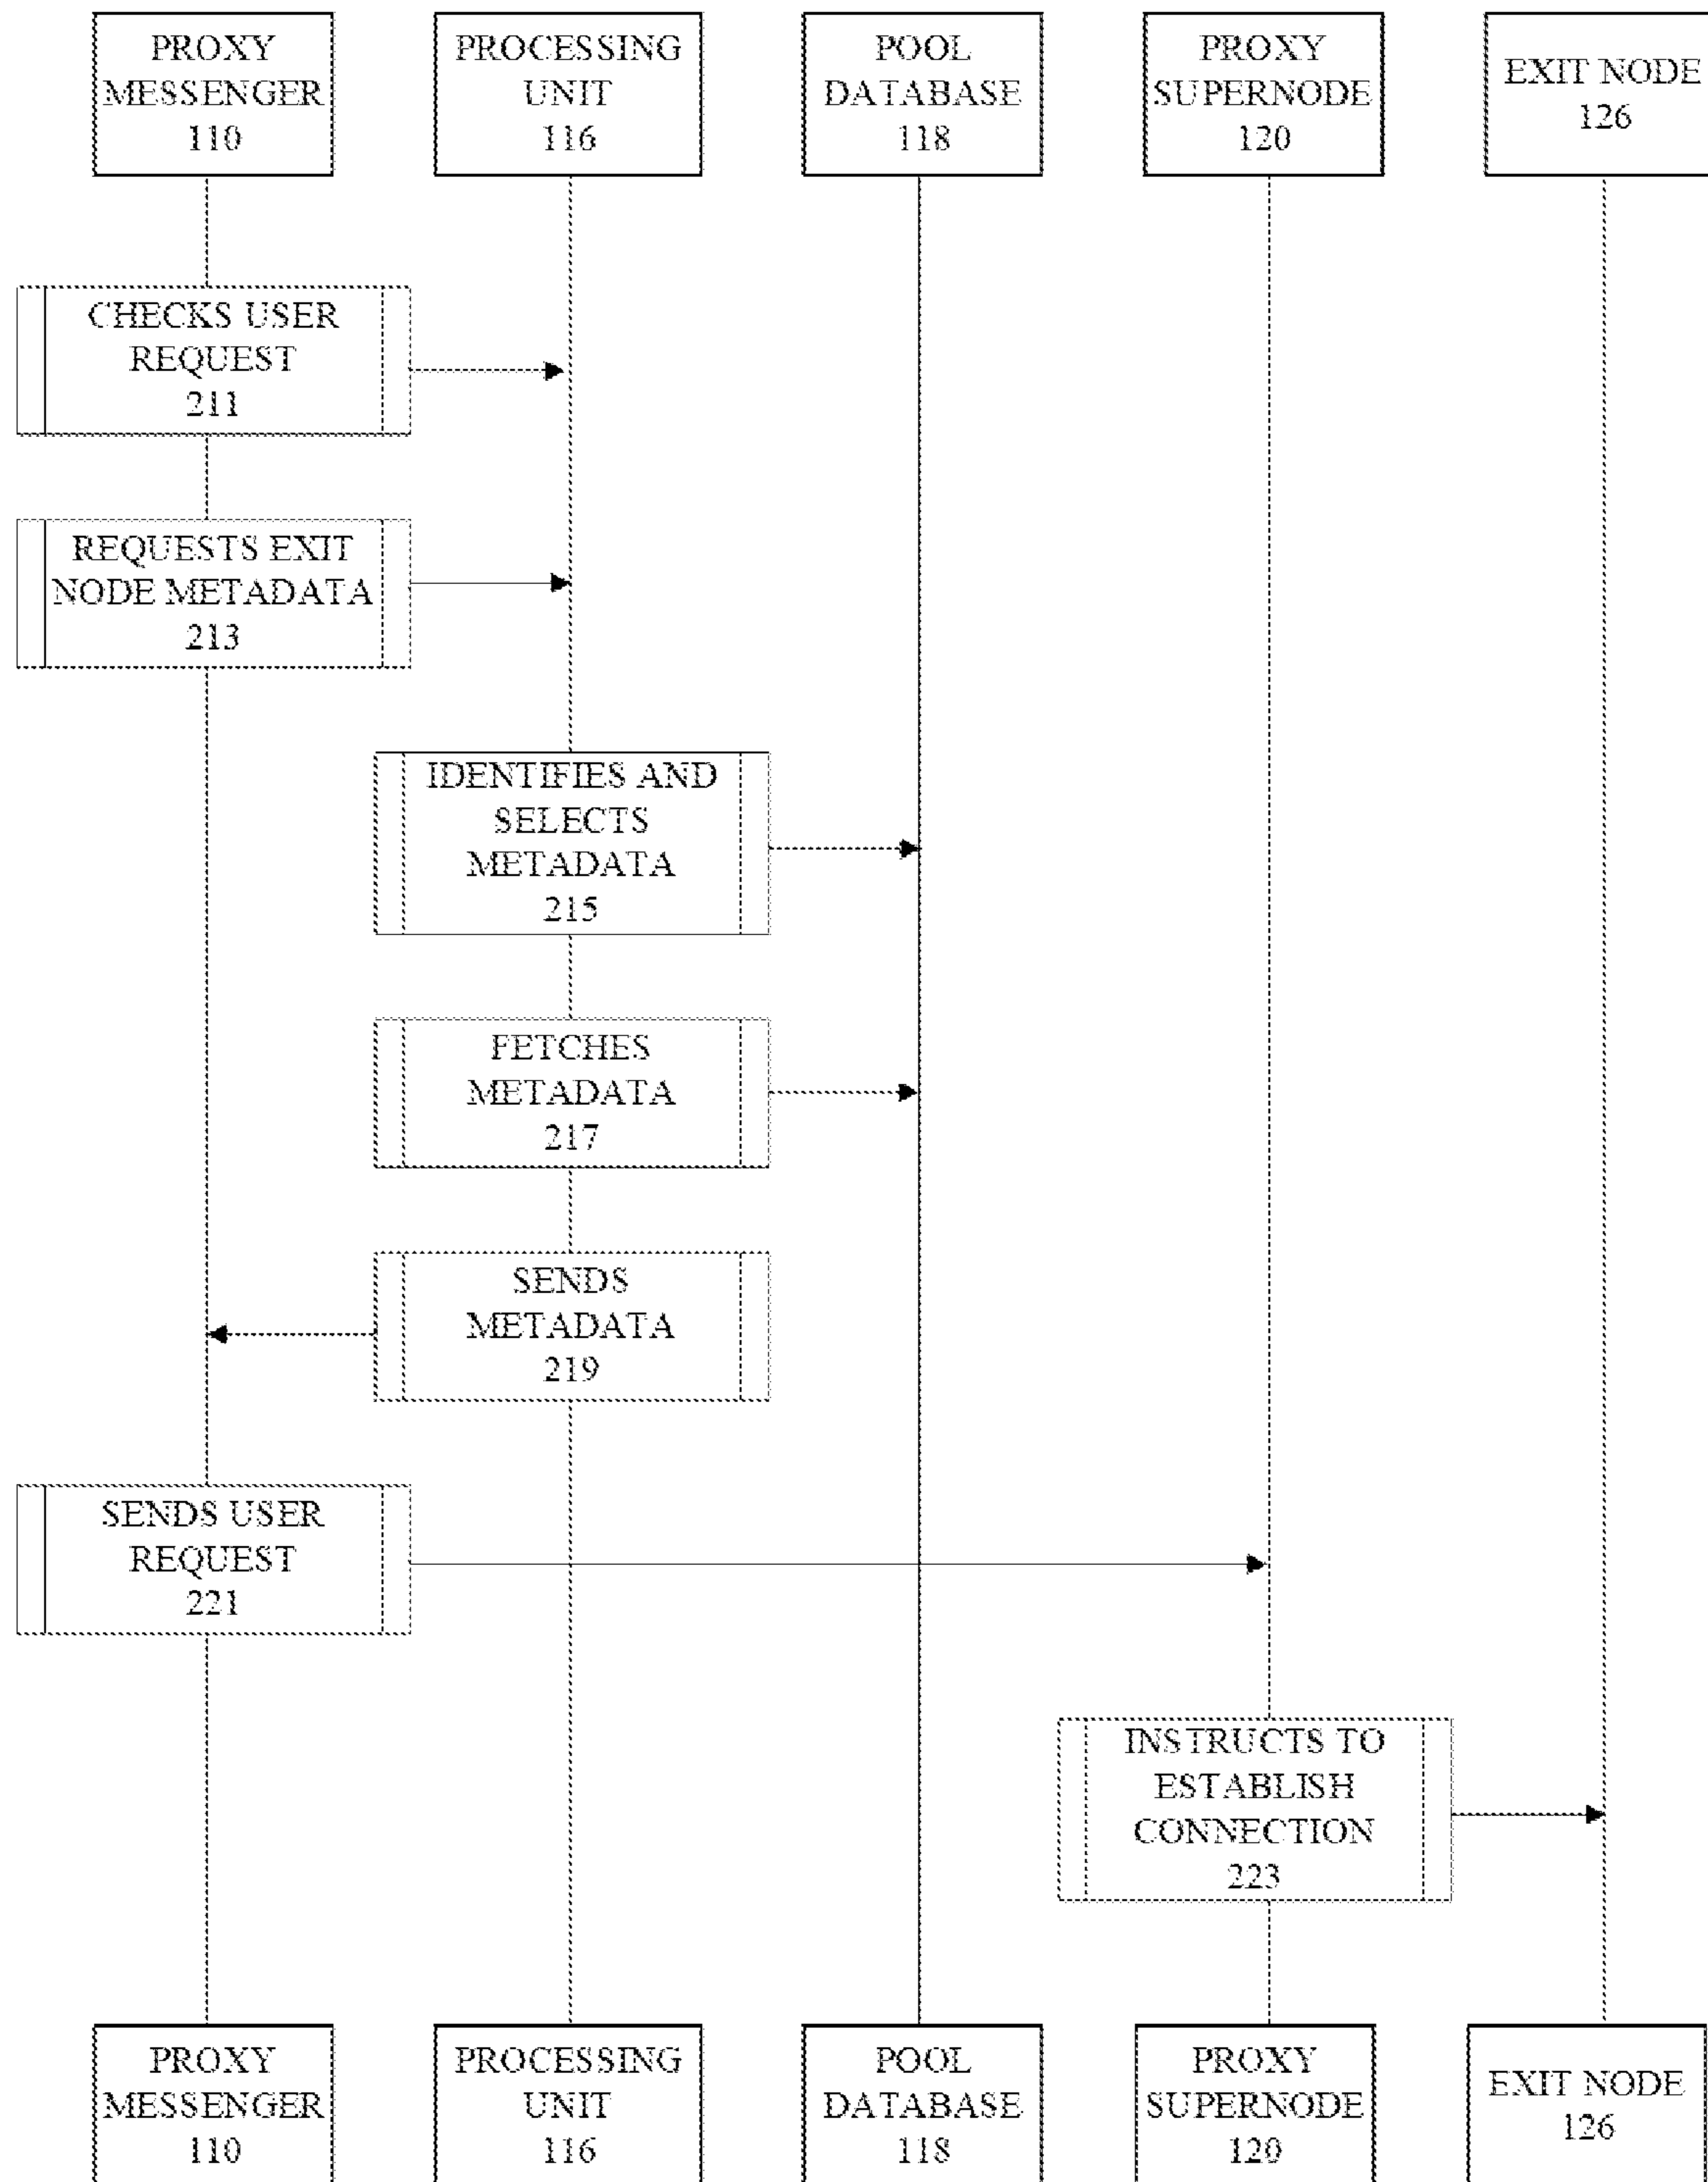 PROXY
MESSENGER
110
PROCESSING
UNIT
116
POOL
DATABASE
118
PROXY
SUPERNODE
120
EXIT NODE
126
CHECKS USER
REQUEST
211
REQUESTS EXIT
NODE METADATA
213
IDENTIFIES AND
SELECTS
METADATA
215
FETCHES
METADATA
217
SENDS
METADATA
219
SENDS USER
REQUEST
221
INSTRUCTS TO
ESTABLISH
CONNECTION
223
PROXY
MESSENGER
110
PROCESSING
UNIT
116
POOL
DATABASE
118
PROXY
SUPERNODE
120
EXIT NODE
126